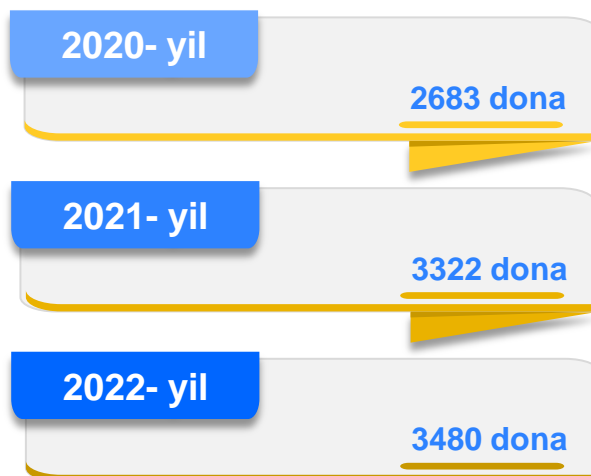 2020- yil
2683 dona
2021- yil
3322 dona
2022- yil
3480 dona